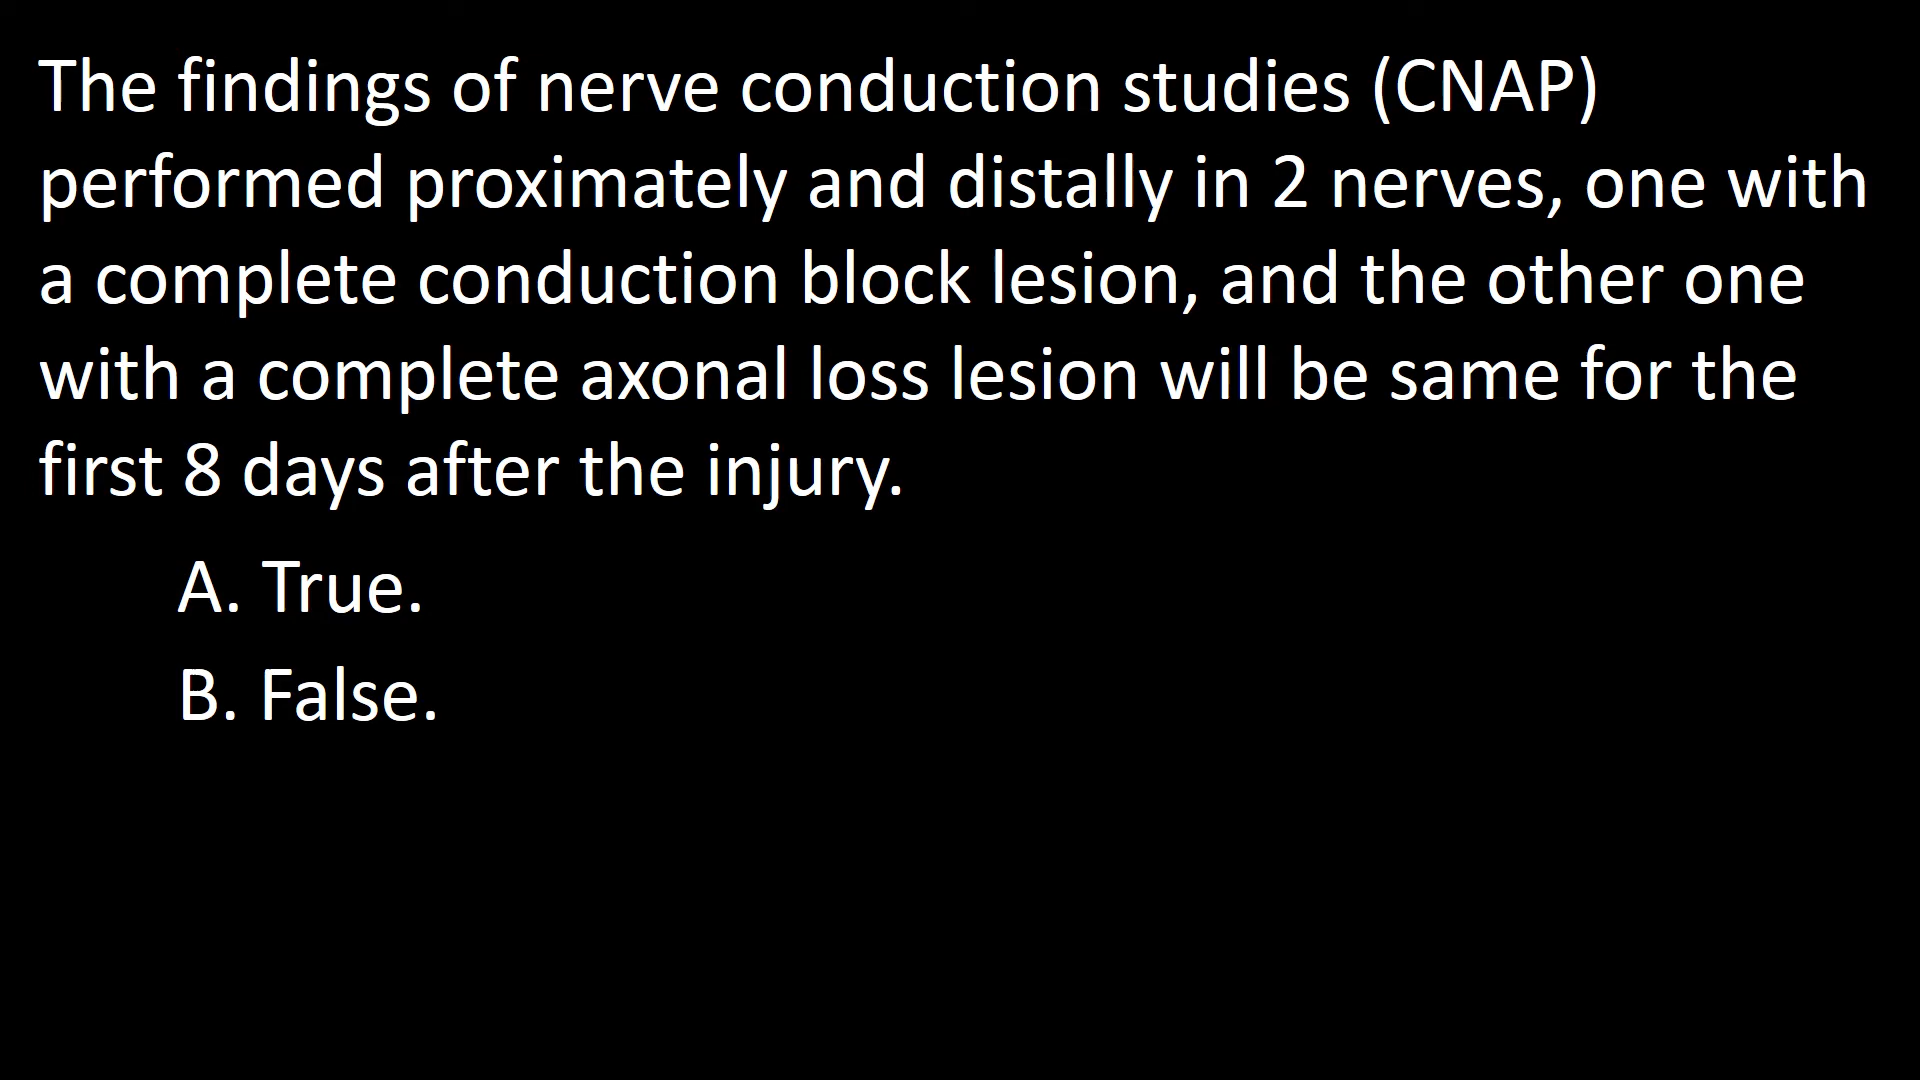 The findings of nerve conduction studies (CNAP)
performed proximately and distally in 2 nerves, one with
a complete conduction block lesion, and the other one
with a complete axonal loss lesion will be same for the
first 8 days after the injury.
A. True.
B. False.